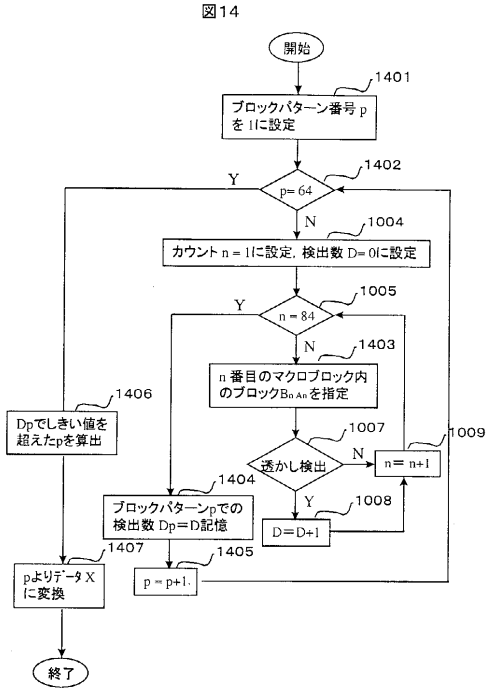 図14
開始
1401
ブロックパターン番号 p
を 1に設定
1402
Y
p= 64
N
1004
カウント n = 1に設定, 検出数 D= 0に設定
1005
Y
n = 84
N
1403
n 番目のマクロブロック内
のブロックBn Anを指定
1406
Dpでしきい値を
超えたpを算出
1007
透かし検出
N
1009
n= n+1
Y
1008
D=D+1
1404
ブロックパターンpでの
検出数 Dp=D記憶
1407
pよりデータ X
に変換
1405
p = p+1.
終了